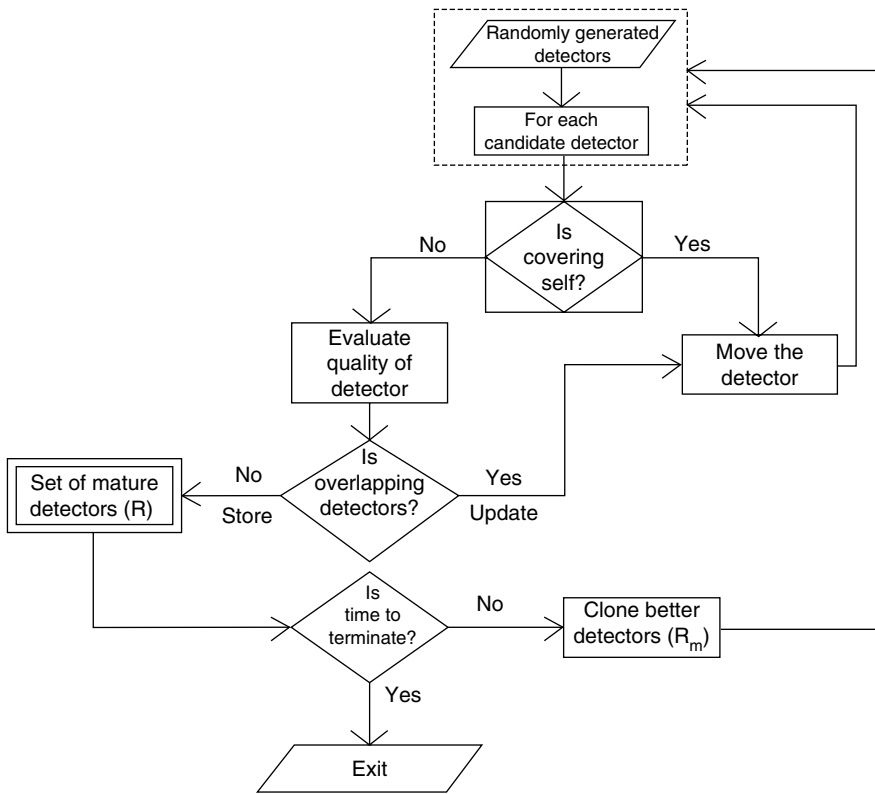 Randomly generated
detectors
For each
candidate detector
Is
covering
self?
No
Yes
Evaluate
quality of
detector
Move the
detector
Is
overlapping
detectors?
No
Store
Yes
Update
Set of mature
detectors (R)
Is
time to
terminate?
No
Yes
Clone better
detectors (Rm)
Exit